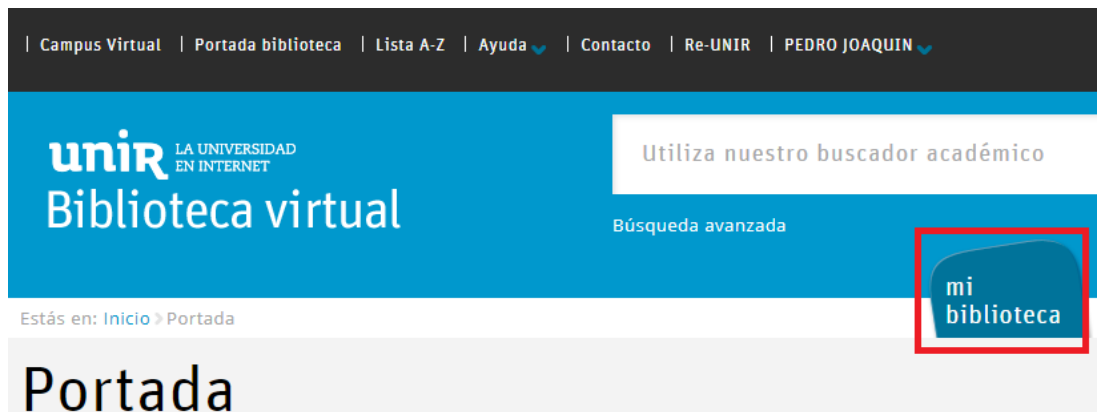 | Campus Virtual | Portada biblioteca | Lista A-Z | Ayuda | Contacto | Re-UNIR | PEDRO JOAQUIN
unir LA UNIVERSIDAD
EN INTERNET
Biblioteca virtual
Utiliza nuestro buscador académico
Búsqueda avanzada
mi
biblioteca
Estás en: Inicio > Portada
Portada